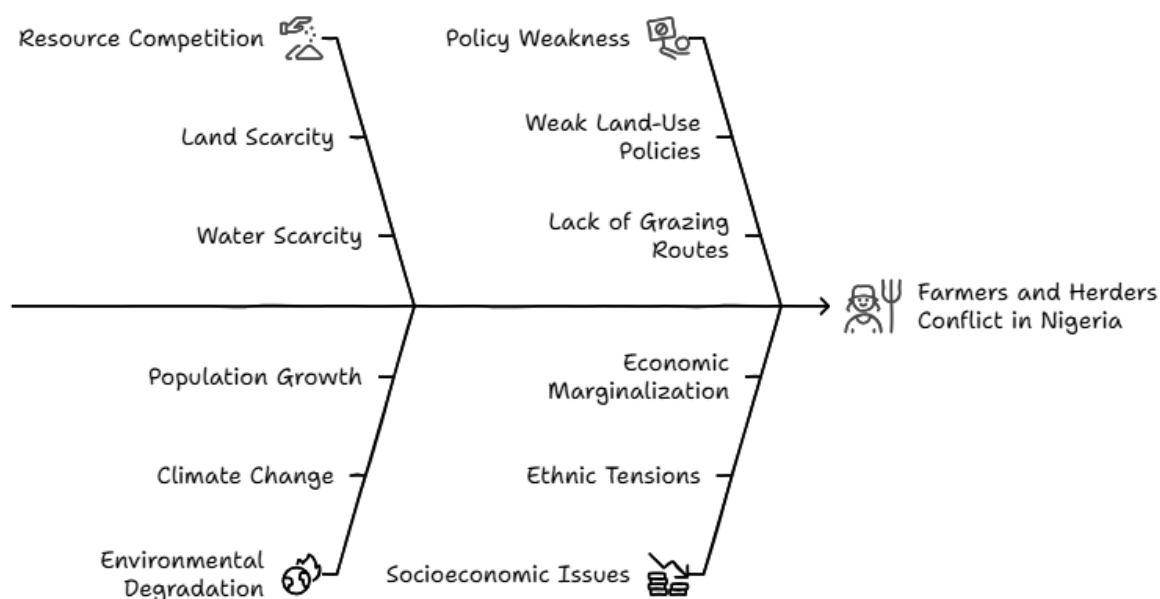 Resource Competition
Land Scarcity
Water Scarcity
Policy Weakness
Weak Land-Use
Policies
Lack of Grazing
Routes
Farmers and Herders
Conflict in Nigeria
Population Growth
Climate Change
Environmental
Degradation
Economic
Marginalization
Ethnic Tensions
Socioeconomic Issues